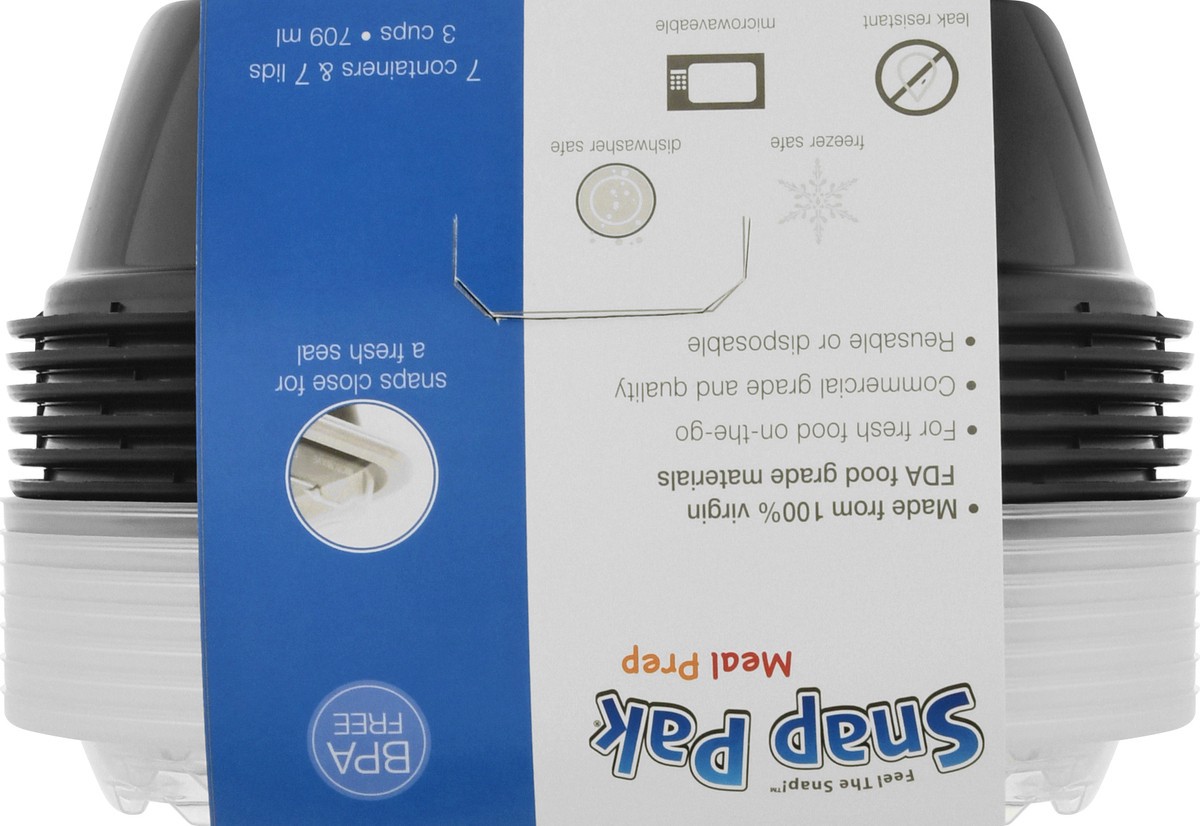 Feel The Snap!™
Snap Pak®
Meal Prep
• Made from 100% virgin
FDA food grade materials
• For fresh food on-the-go
• Commercial grade and quality
• Reusable or disposable
freezer safe
dishwasher safe
leak resistant
microwaveable
BPA
FREE
snaps close for
a fresh seal
7 containers & 7 lids
3 cups • 709 ml